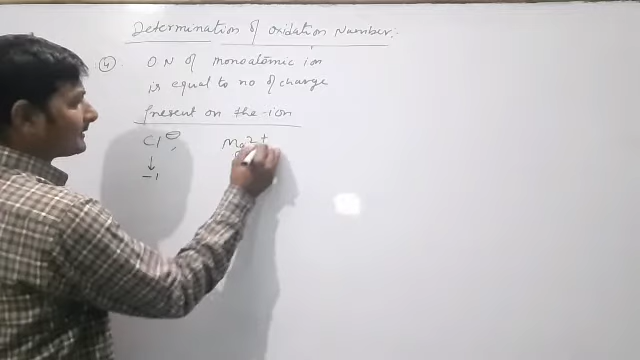 Determination of oxidation Number:-
④. O N of monoatomic ion
is equal to no of charge
present on the ion
Cl⊖, Mg2+
↓
-1